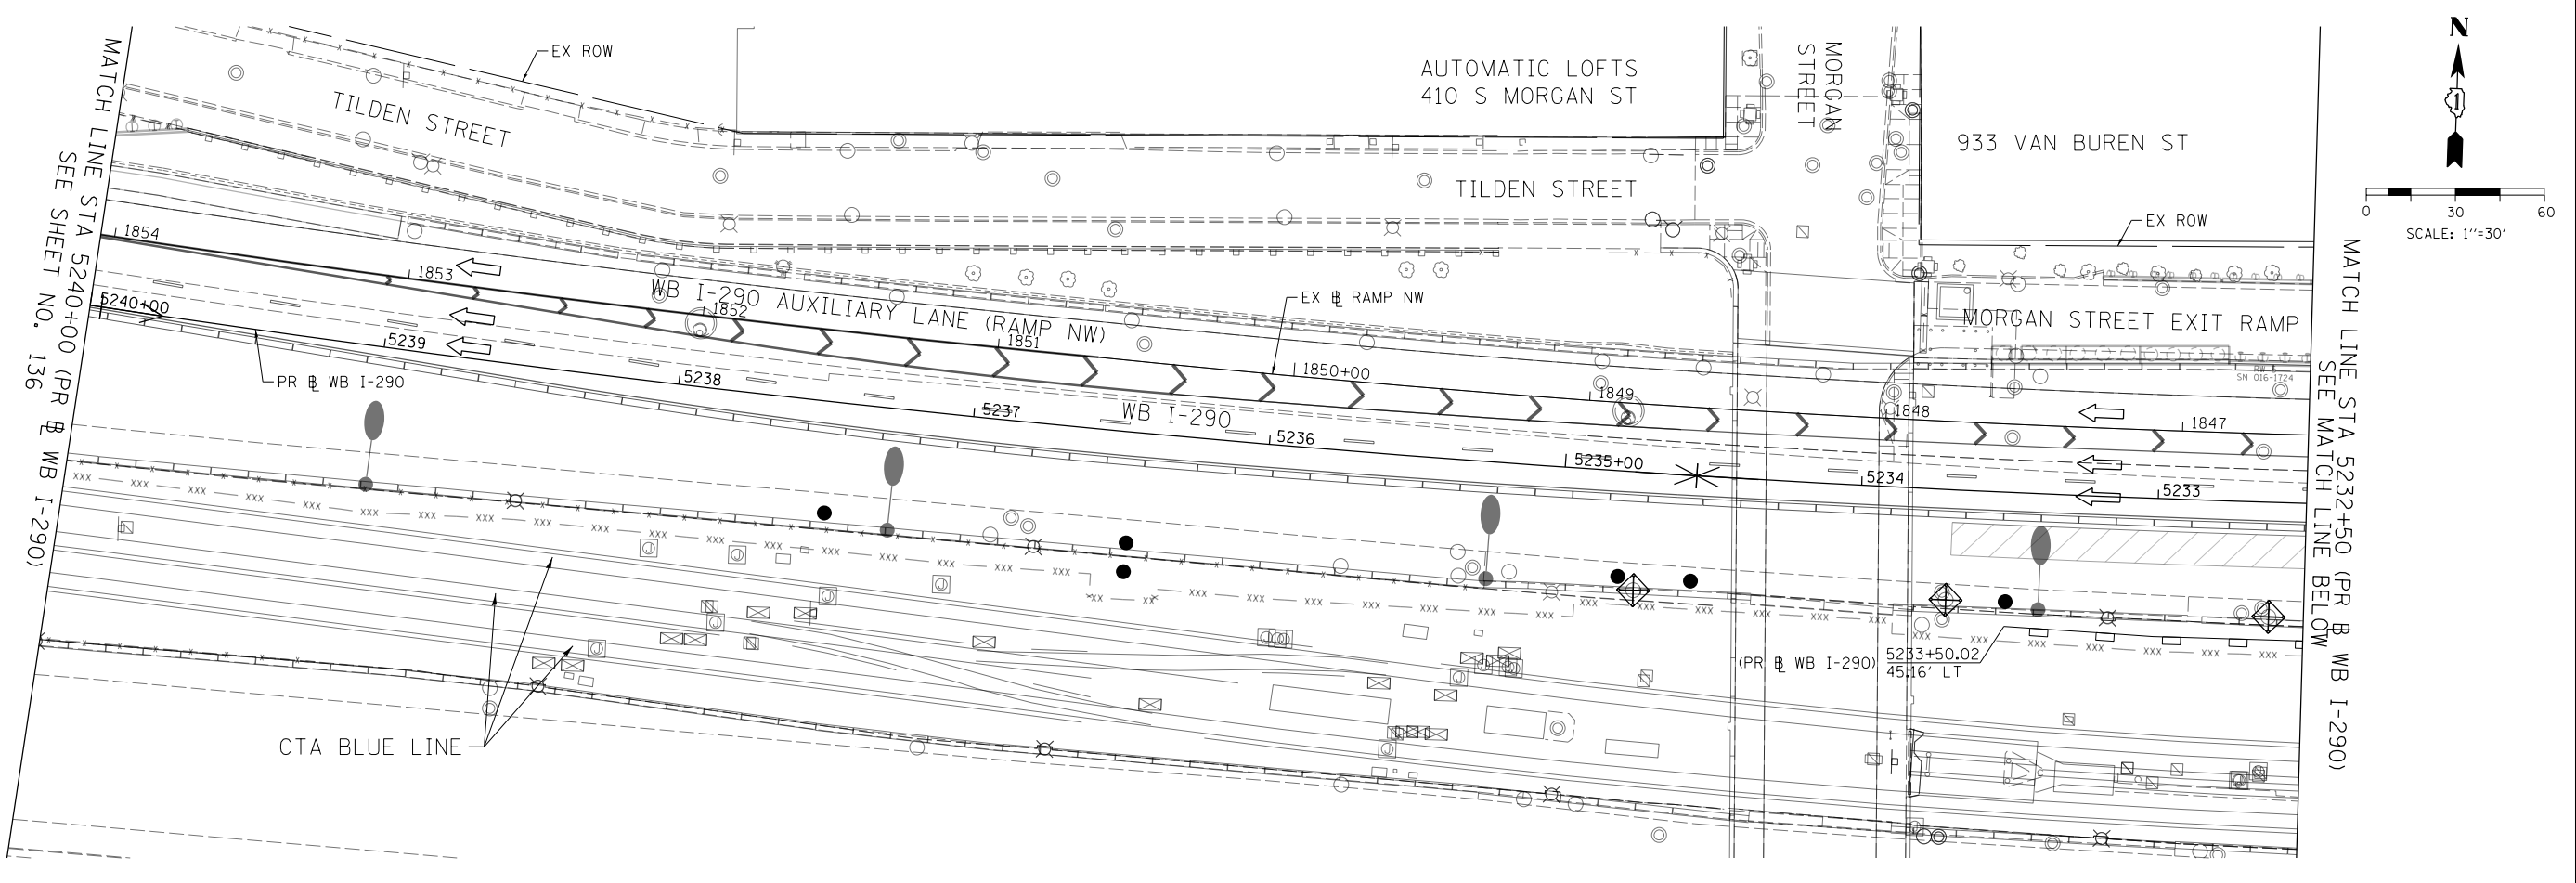 MATCH LINE STA 5240+00 (PR ⅊ WB I-290)
SEE SHEET NO. 136
EX ROW
TILDEN STREET
AUTOMATIC LOFTS
410 S MORGAN ST
MORGAN
STREET
933 VAN BUREN ST
TILDEN STREET
EX ROW
N
1
0 30 60
SCALE: 1"=30'
1854
1853
1852
1851
1850+00
1849
1848
1847
WB I-290 AUXILIARY LANE (RAMP NW)
EX ⅊ RAMP NW
MORGAN STREET EXIT RAMP
SN 016-1724
5240+00
5239
5238
5237
5236
5235+00
5234
5233
WB I-290
PR ⅊ WB I-290
CTA BLUE LINE
(PR ⅊ WB I-290)
5233+50.02
45.16' LT
MATCH LINE STA 5232+50 (PR ⅊ WB I-290)
SEE MATCH LINE BELOW